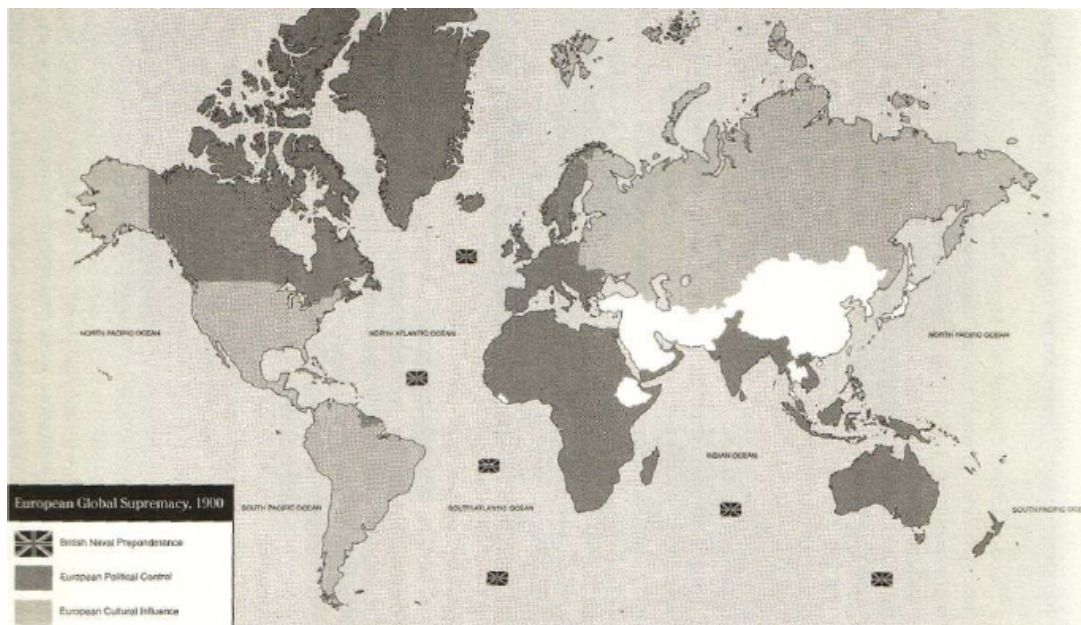 NORTH PACIFIC OCEAN
NORTH ATLANTIC OCEAN
NORTH PACIFIC OCEAN
INDIAN OCEAN
European Global Supremacy, 1900
SOUTH PACIFIC OCEAN
SOUTH ATLANTIC OCEAN
SOUTH PACIFIC OCE
British Naval Preponderance
European Political Control
European Cultural Influence